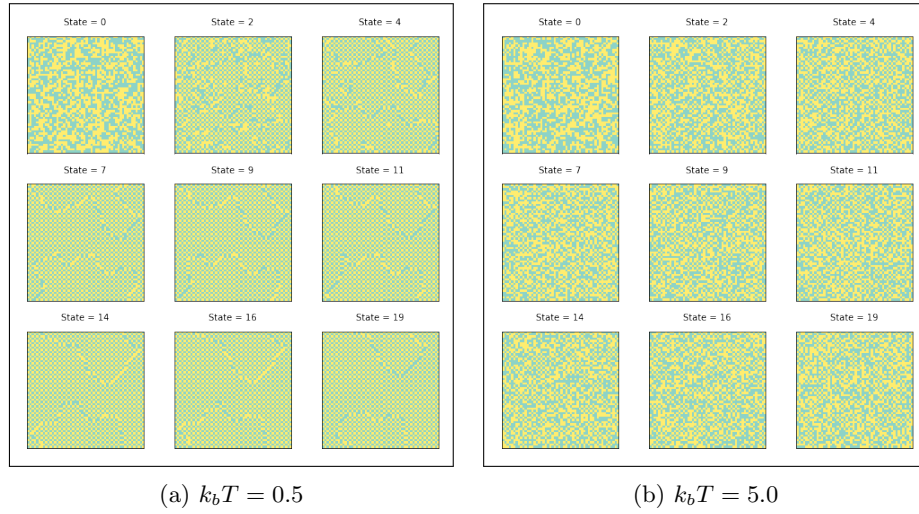 State = 0
State = 2
State = 4
State = 7
State = 9
State = 11
State = 14
State = 16
State = 19
(a) k_bT = 0.5
State = 0
State = 2
State = 4
State = 7
State = 9
State = 11
State = 14
State = 16
State = 19
(b) k_bT = 5.0